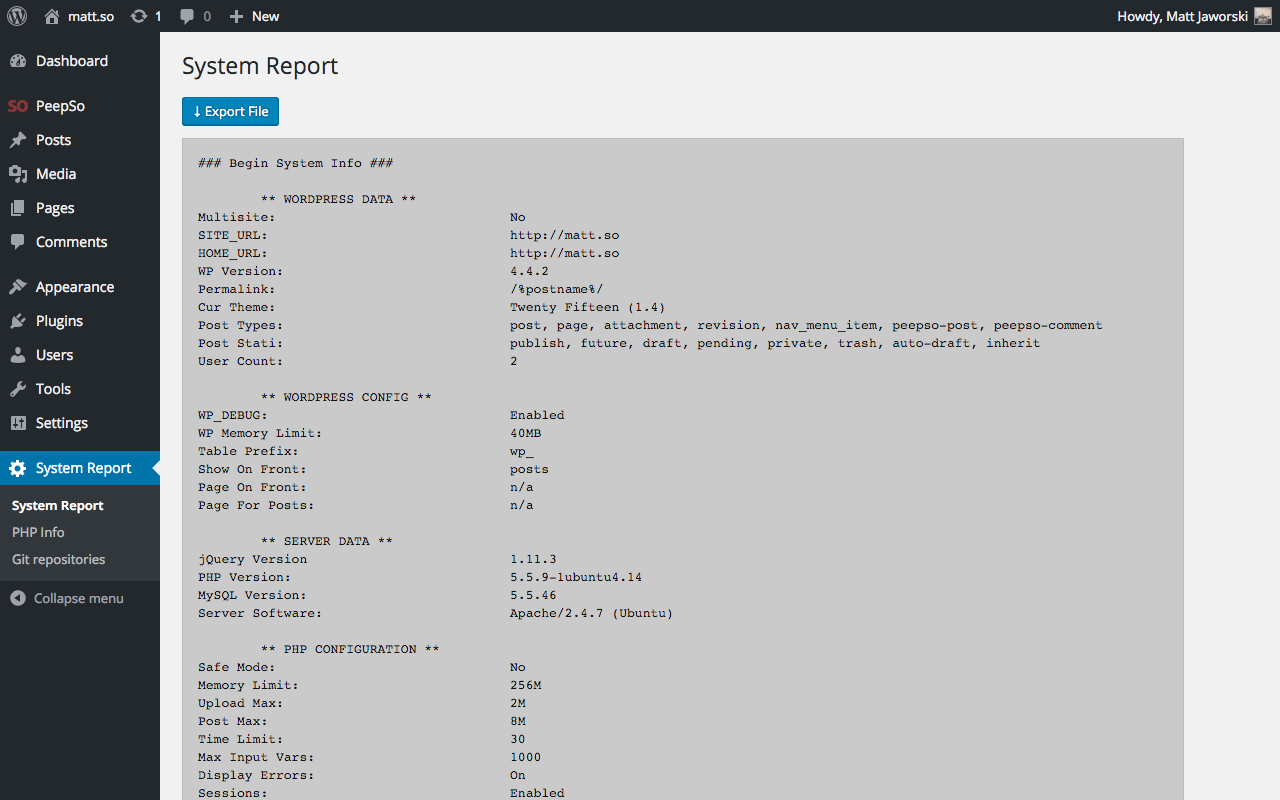 matt.so 1 0 + New Howdy, Matt Jaworski
Dashboard
SO PeepSo
Posts
Media
Pages
Comments
Appearance
Plugins
Users
Tools
Settings
System Report
System Report
PHP Info
Git repositories
Collapse menu
System Report
↓ Export File
### Begin System Info ###
** WORDPRESS DATA **
Multisite: No
SITE_URL: http://matt.so
HOME_URL: http://matt.so
WP Version: 4.4.2
Permalink: /%postname%/
Cur Theme: Twenty Fifteen (1.4)
Post Types: post, page, attachment, revision, nav_menu_item, peepso-post, peepso-comment
Post Stati: publish, future, draft, pending, private, trash, auto-draft, inherit
User Count: 2
** WORDPRESS CONFIG **
WP_DEBUG: Enabled
WP Memory Limit: 40MB
Table Prefix: wp_
Show On Front: posts
Page On Front: n/a
Page For Posts: n/a
** SERVER DATA **
jQuery Version 1.11.3
PHP Version: 5.5.9-1ubuntu4.14
MySQL Version: 5.5.46
Server Software: Apache/2.4.7 (Ubuntu)
** PHP CONFIGURATION **
Safe Mode: No
Memory Limit: 256M
Upload Max: 2M
Post Max: 8M
Time Limit: 30
Max Input Vars: 1000
Display Errors: On
Sessions: Enabled